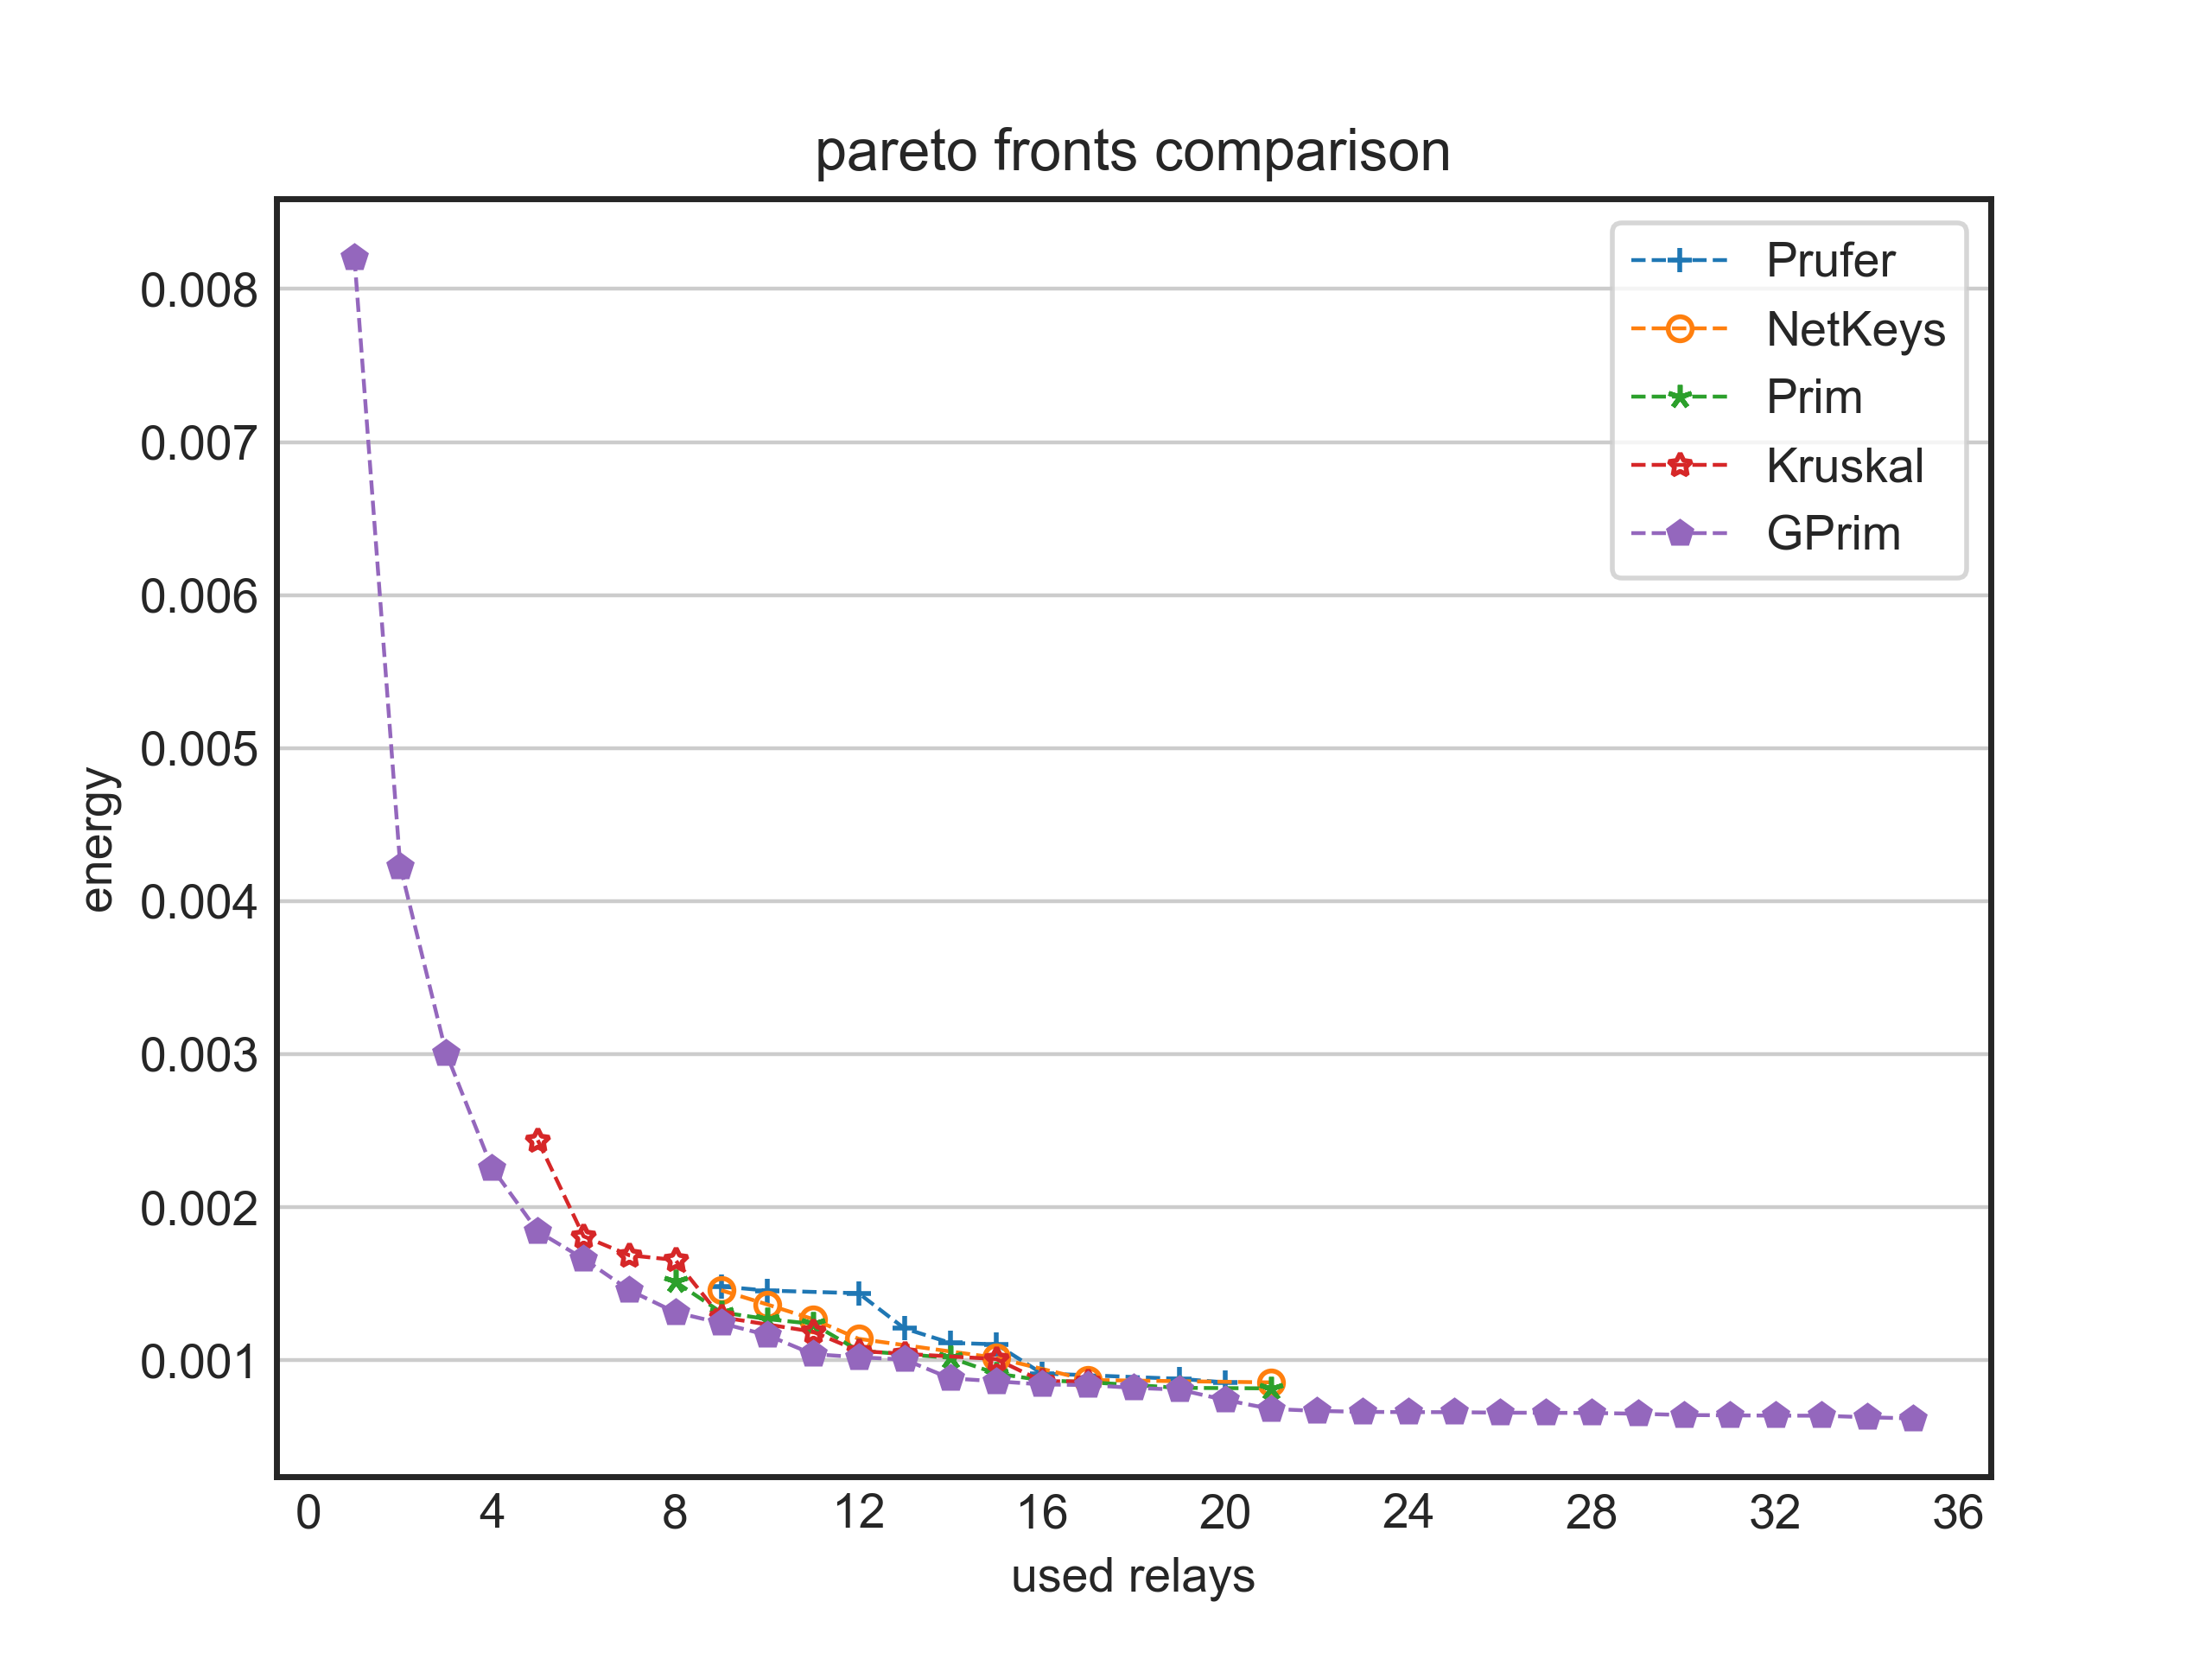 pareto fronts comparison
0.008
0.007
0.006
0.005
0.004
0.003
0.002
0.001
energy
Prufer
NetKeys
Prim
Kruskal
GPrim
0 4 8 12 16 20 24 28 32 36
used relays